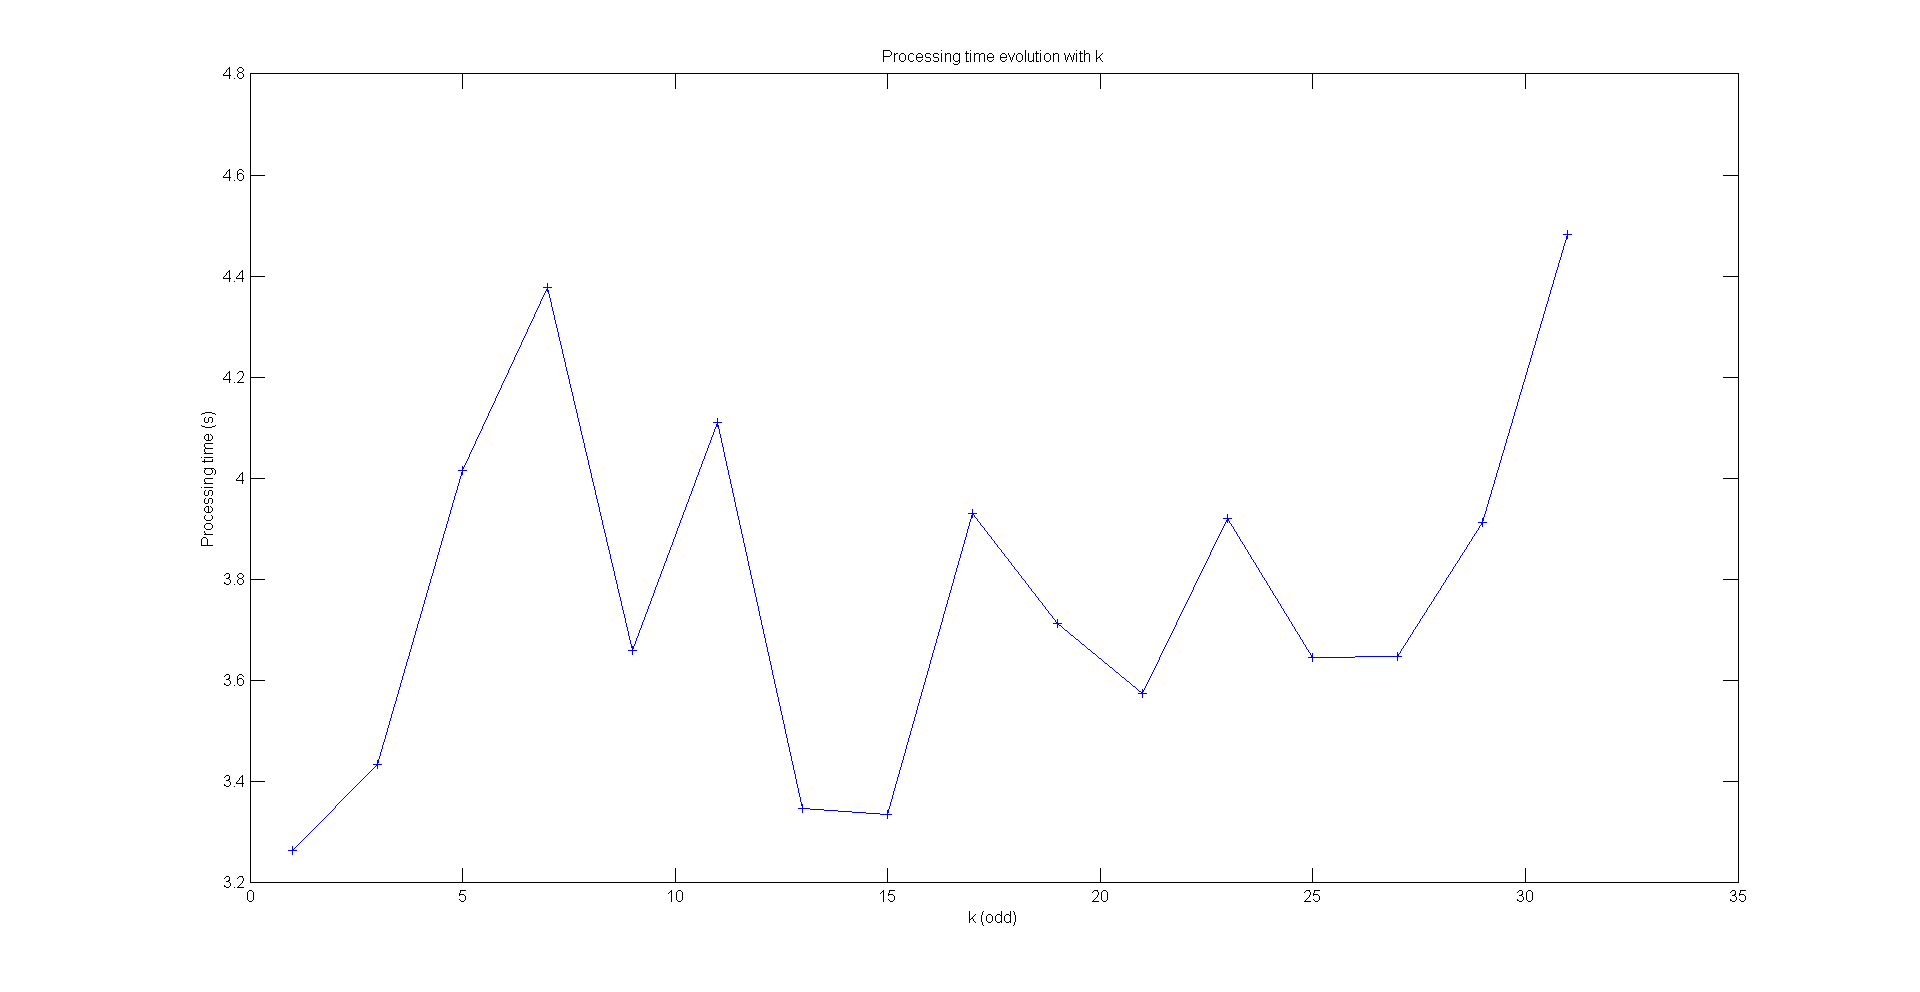 Processing time evolution with k
4.8
4.6
4.4
4.2
4
3.8
3.6
3.4
3.2
Processing time (s)
0 5 10 15 20 25 30 35
k (odd)